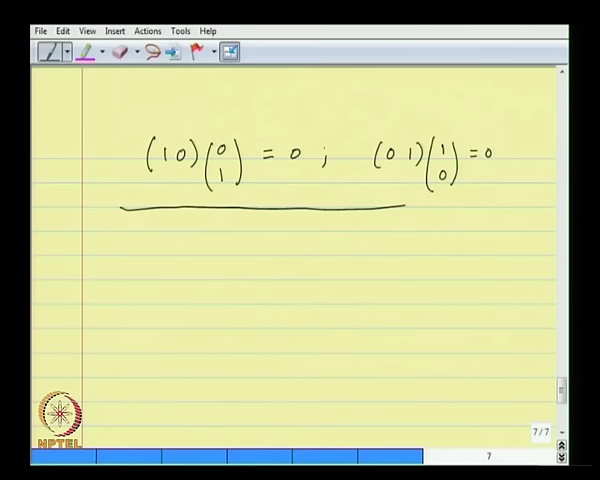 File Edit View Insert Actions Tools Help
(1 0) (0 1) = 0 ; (0 1) (1 0) = 0
NPTEL
7/7
7